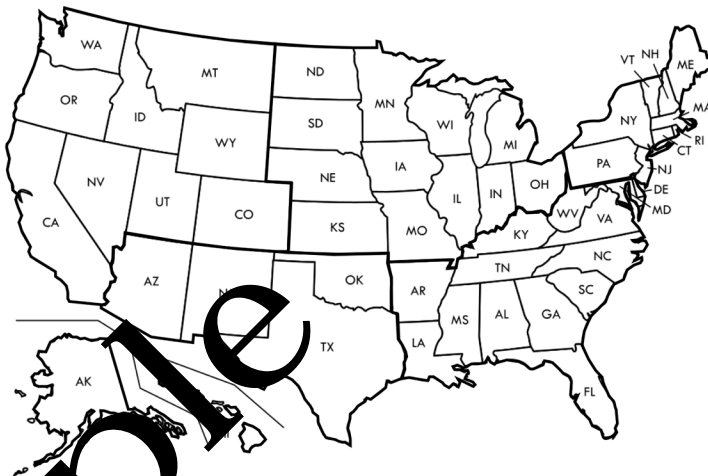 WA
OR
CA
ID
NV
MT
WY
UT
CO
AZ
ND
SD
NE
KS
OK
TX
MN
IA
MO
AR
LA
WI
IL
MI
IN
OH
KY
TN
MS
AL
GA
FL
SC
NC
VA
WV
PA
NY
VT
NH
ME
MA
RI
CT
NJ
DE
MD
AK
ole